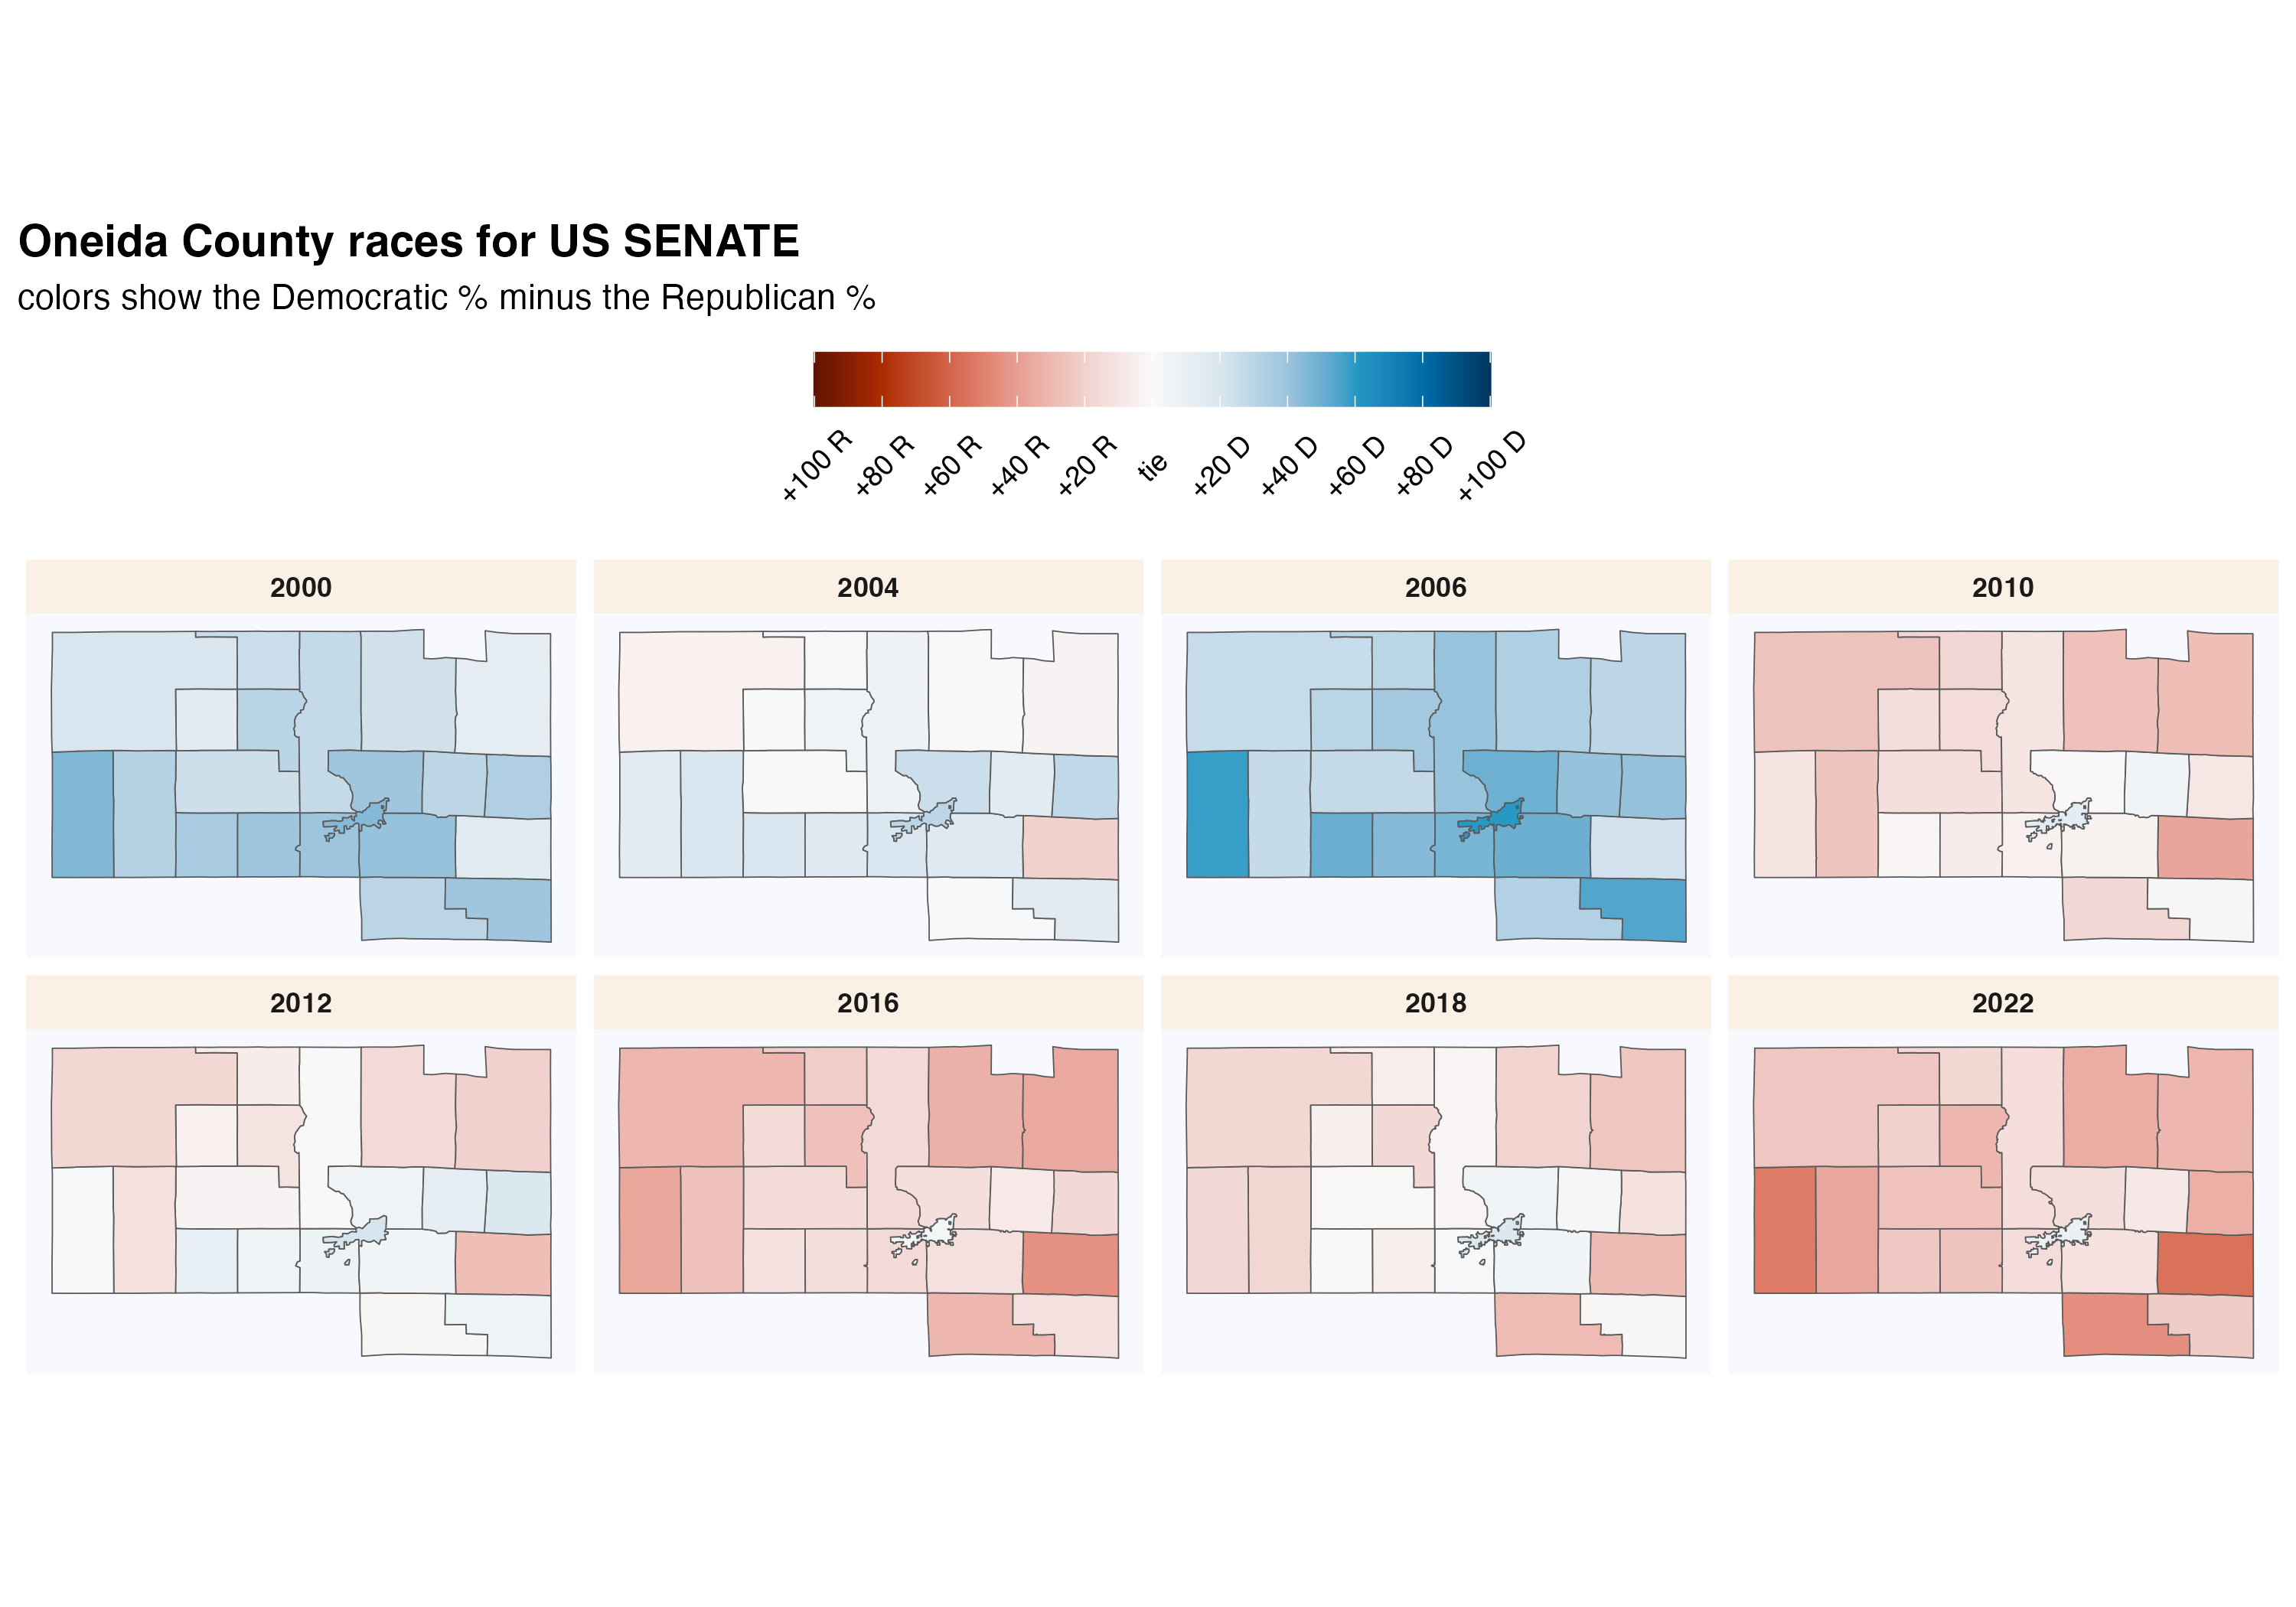 Oneida County races for US SENATE
colors show the Democratic % minus the Republican %
+100 R
+80 R
+60 R
+40 R
+20 R
tie
+20 D
+40 D
+60 D
+80 D
+100 D
2000
2004
2006
2010
2012
2016
2018
2022